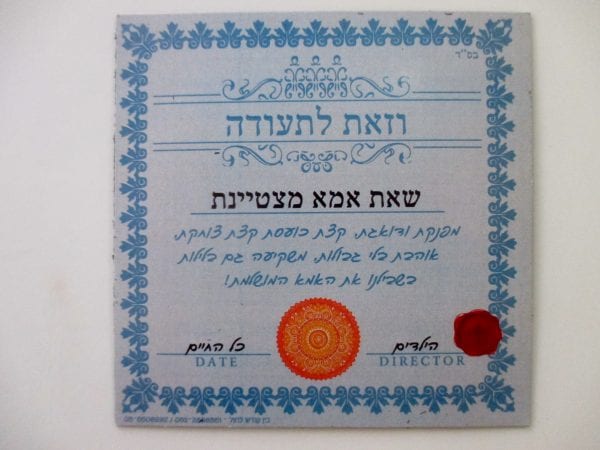 בס"ד
וזאת לתעודה
שאת אמא מצטיינת
מפנקת ודואגת, קצת כועסת קצת צוחקת,
אוהבת בלי גבולות, משקיעה גם בלילות
בשבילנו את האמא המושלמת!
כל החיים
DATE
הילדים
DIRECTOR